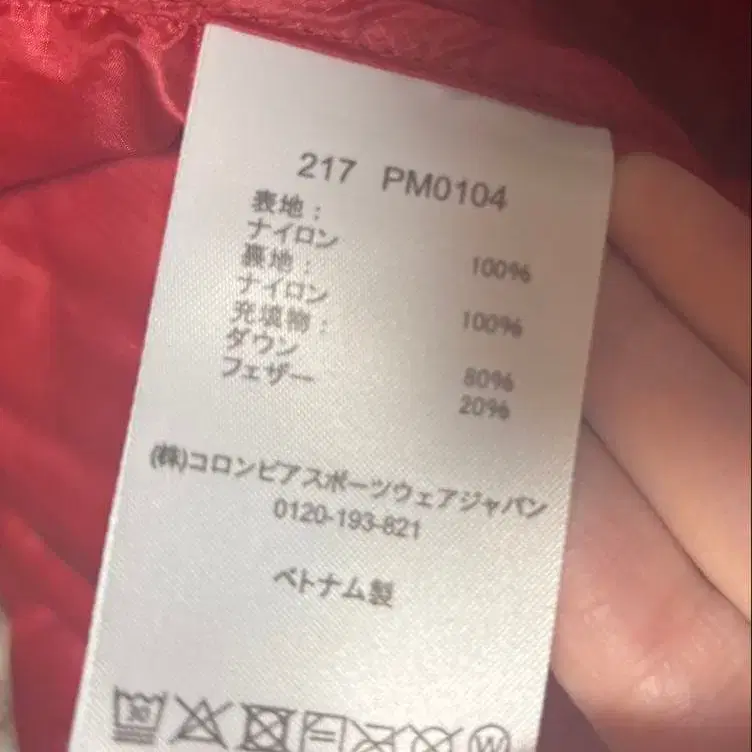 217 PM0104
表地：
ナイロン 100%
裏地：
ナイロン 100%
充填物：
ダウン 80%
フェザー 20%
(株)コロンビアスポーツウェアジャパン
0120-193-821
ベトナム製
W